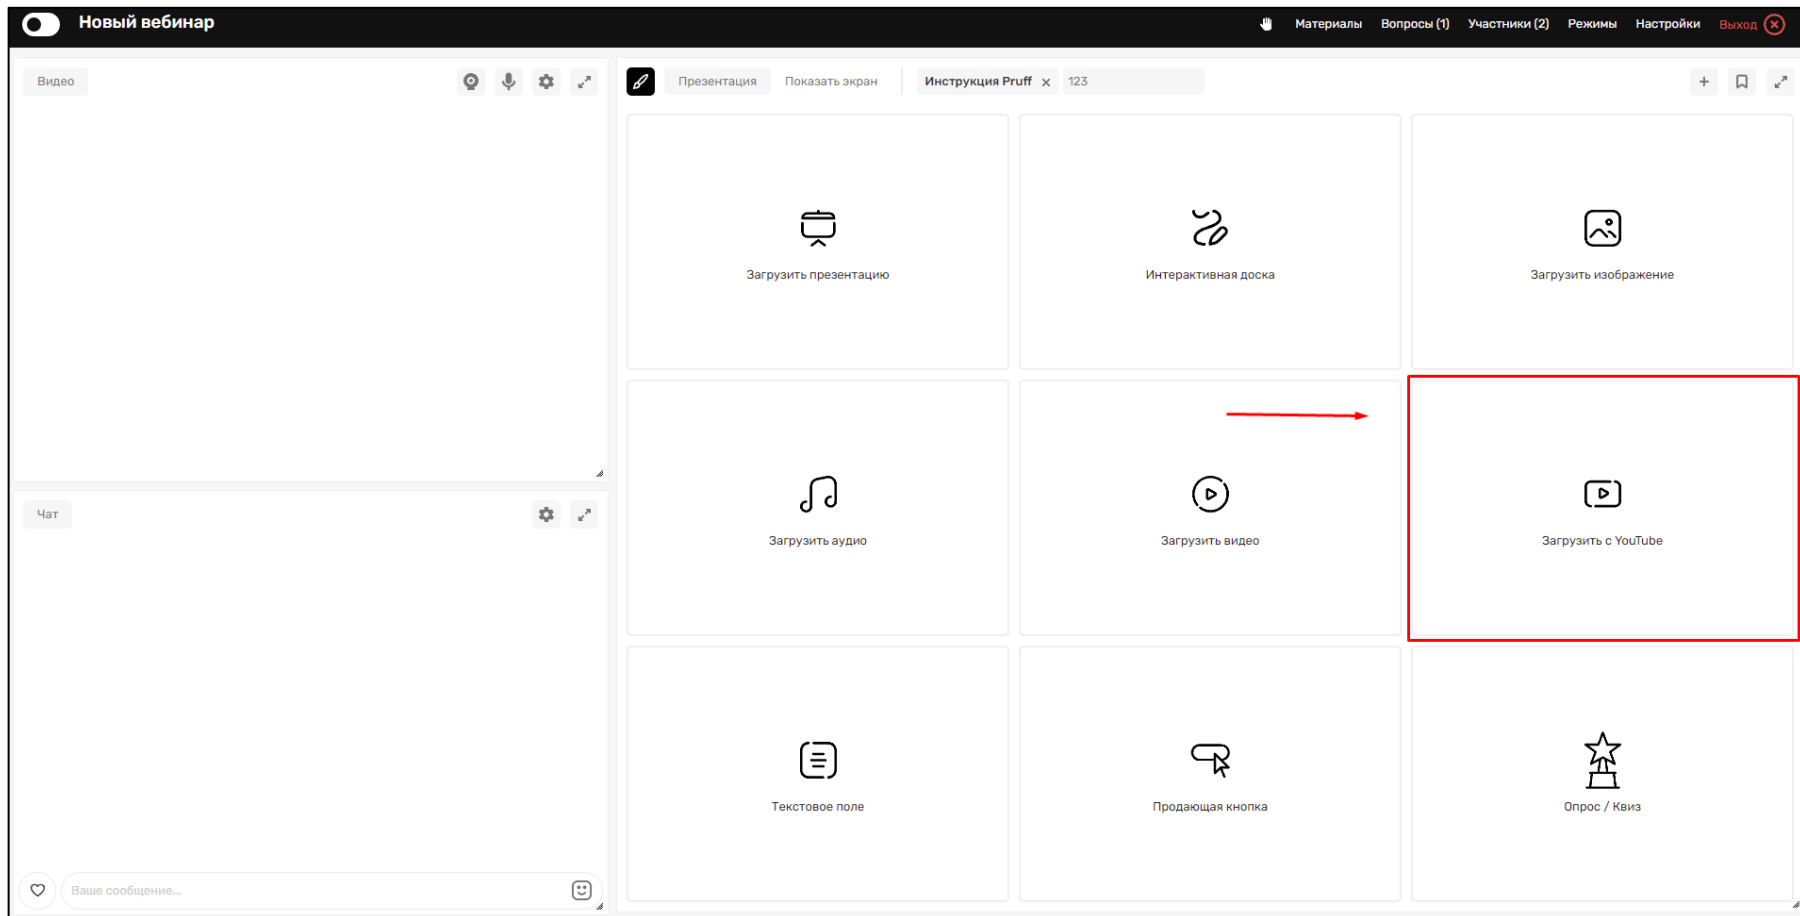 Новый вебинар
Материалы Вопросы (1) Участники (2) Режимы Настройки Выход
Видео
Презентация Показать экран Инструкция Pruff × 123
Загрузить презентацию Интерактивная доска Загрузить изображение
Загрузить аудио Загрузить видео Загрузить с YouTube
Чат
Текстовое поле Продающая кнопка Опрос / Квиз
Ваше сообщение...